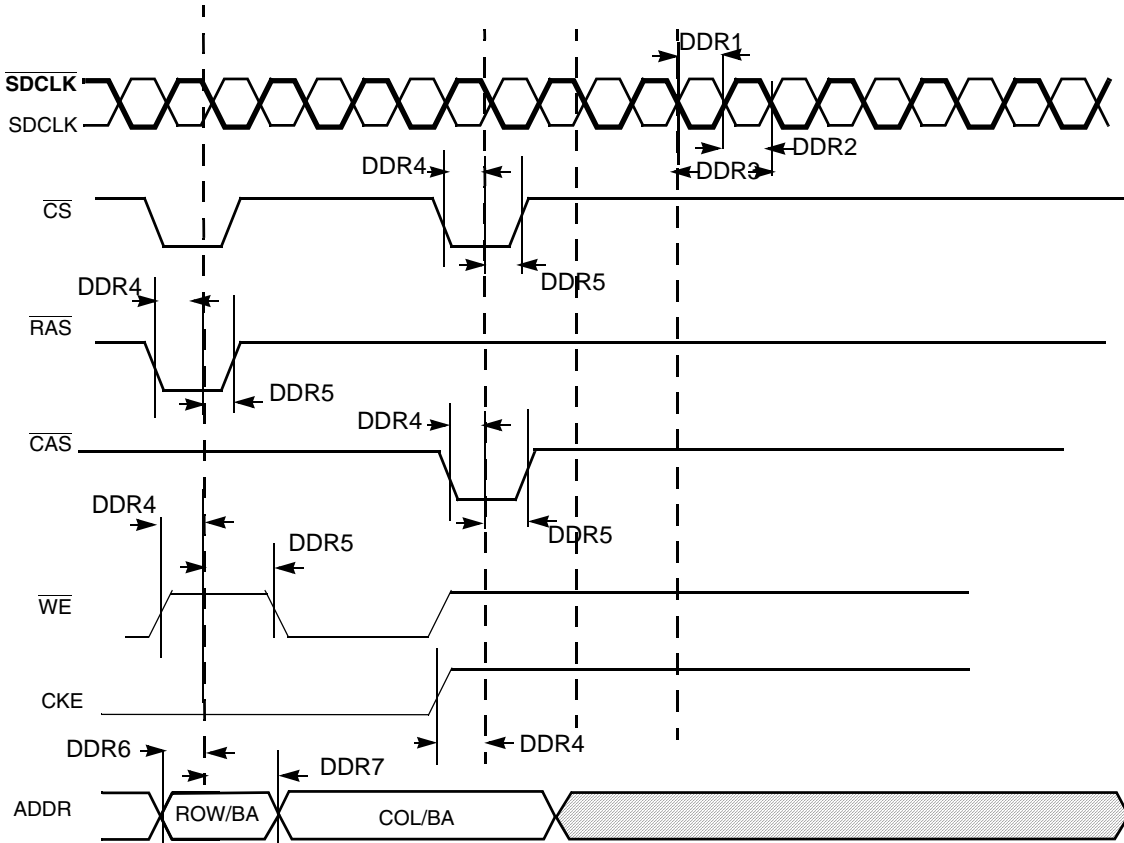 DDR1
SDCLK
SDCLK
DDR2
DDR4
DDR3
CS
DDR5
DDR4
RAS
DDR5
DDR4
CAS
DDR4
DDR5
DDR5
WE
CKE
DDR4
DDR6
DDR7
ADDR
ROW/BA
COL/BA